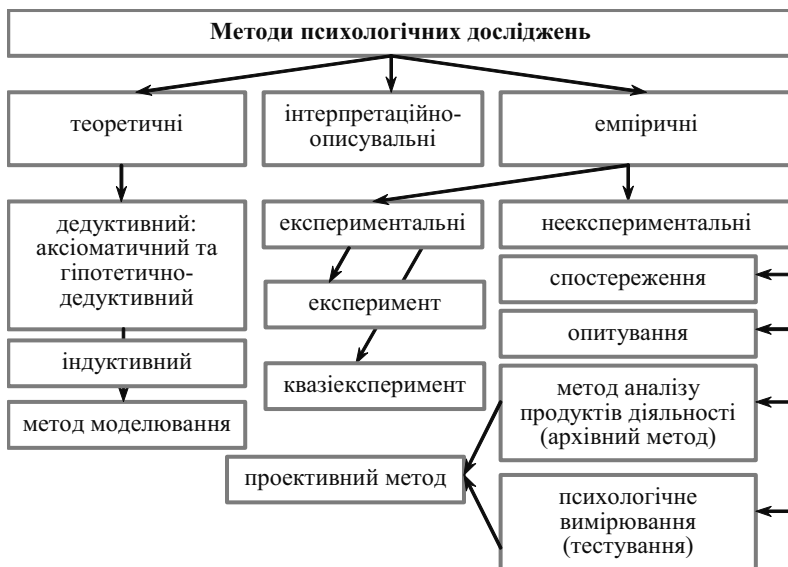 Методи психологічних досліджень
теоретичні
інтерпретаційно-
описувальні
емпіричні
дедуктивний:
аксіоматичний та
гіпотетично-
дедуктивний
індуктивний
метод моделювання
експериментальні
експеримент
квазіексперимент
неекспериментальні
спостереження
опитування
метод аналізу
продуктів діяльності
(архівний метод)
проективний метод
психологічне
вимірювання
(тестування)